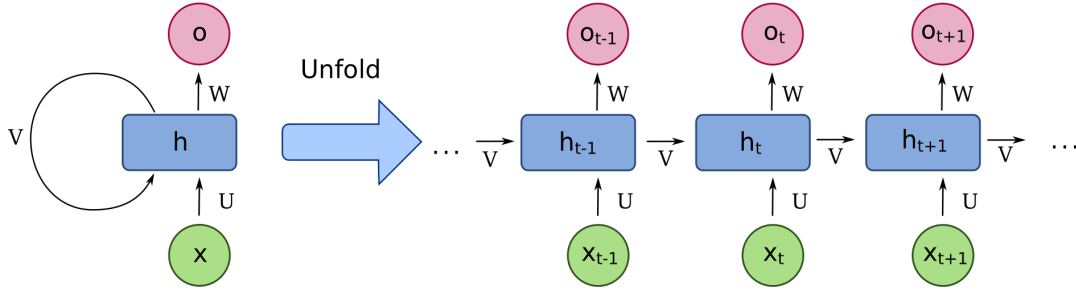 o o_{t-1} o_t o_{t+1}
Unfold
W W W W
V h ... V h_{t-1} V h_t V h_{t+1} V ...
U U U U
x x_{t-1} x_t x_{t+1}